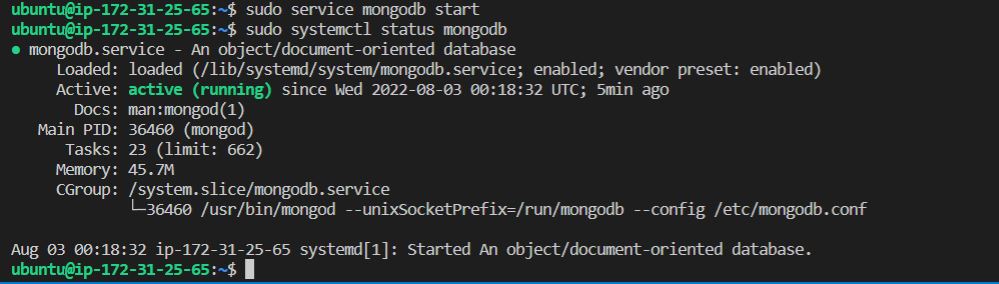 ubuntu@ip-172-31-25-65:~$ sudo service mongodb start
ubuntu@ip-172-31-25-65:~$ sudo systemctl status mongodb
● mongodb.service - An object/document-oriented database
     Loaded: loaded (/lib/systemd/system/mongodb.service; enabled; vendor preset: enabled)
     Active: active (running) since Wed 2022-08-03 00:18:32 UTC; 5min ago
       Docs: man:mongod(1)
   Main PID: 36460 (mongod)
      Tasks: 23 (limit: 662)
     Memory: 45.7M
     CGroup: /system.slice/mongodb.service
             └─36460 /usr/bin/mongod --unixSocketPrefix=/run/mongodb --config /etc/mongodb.conf

Aug 03 00:18:32 ip-172-31-25-65 systemd[1]: Started An object/document-oriented database.
ubuntu@ip-172-31-25-65:~$